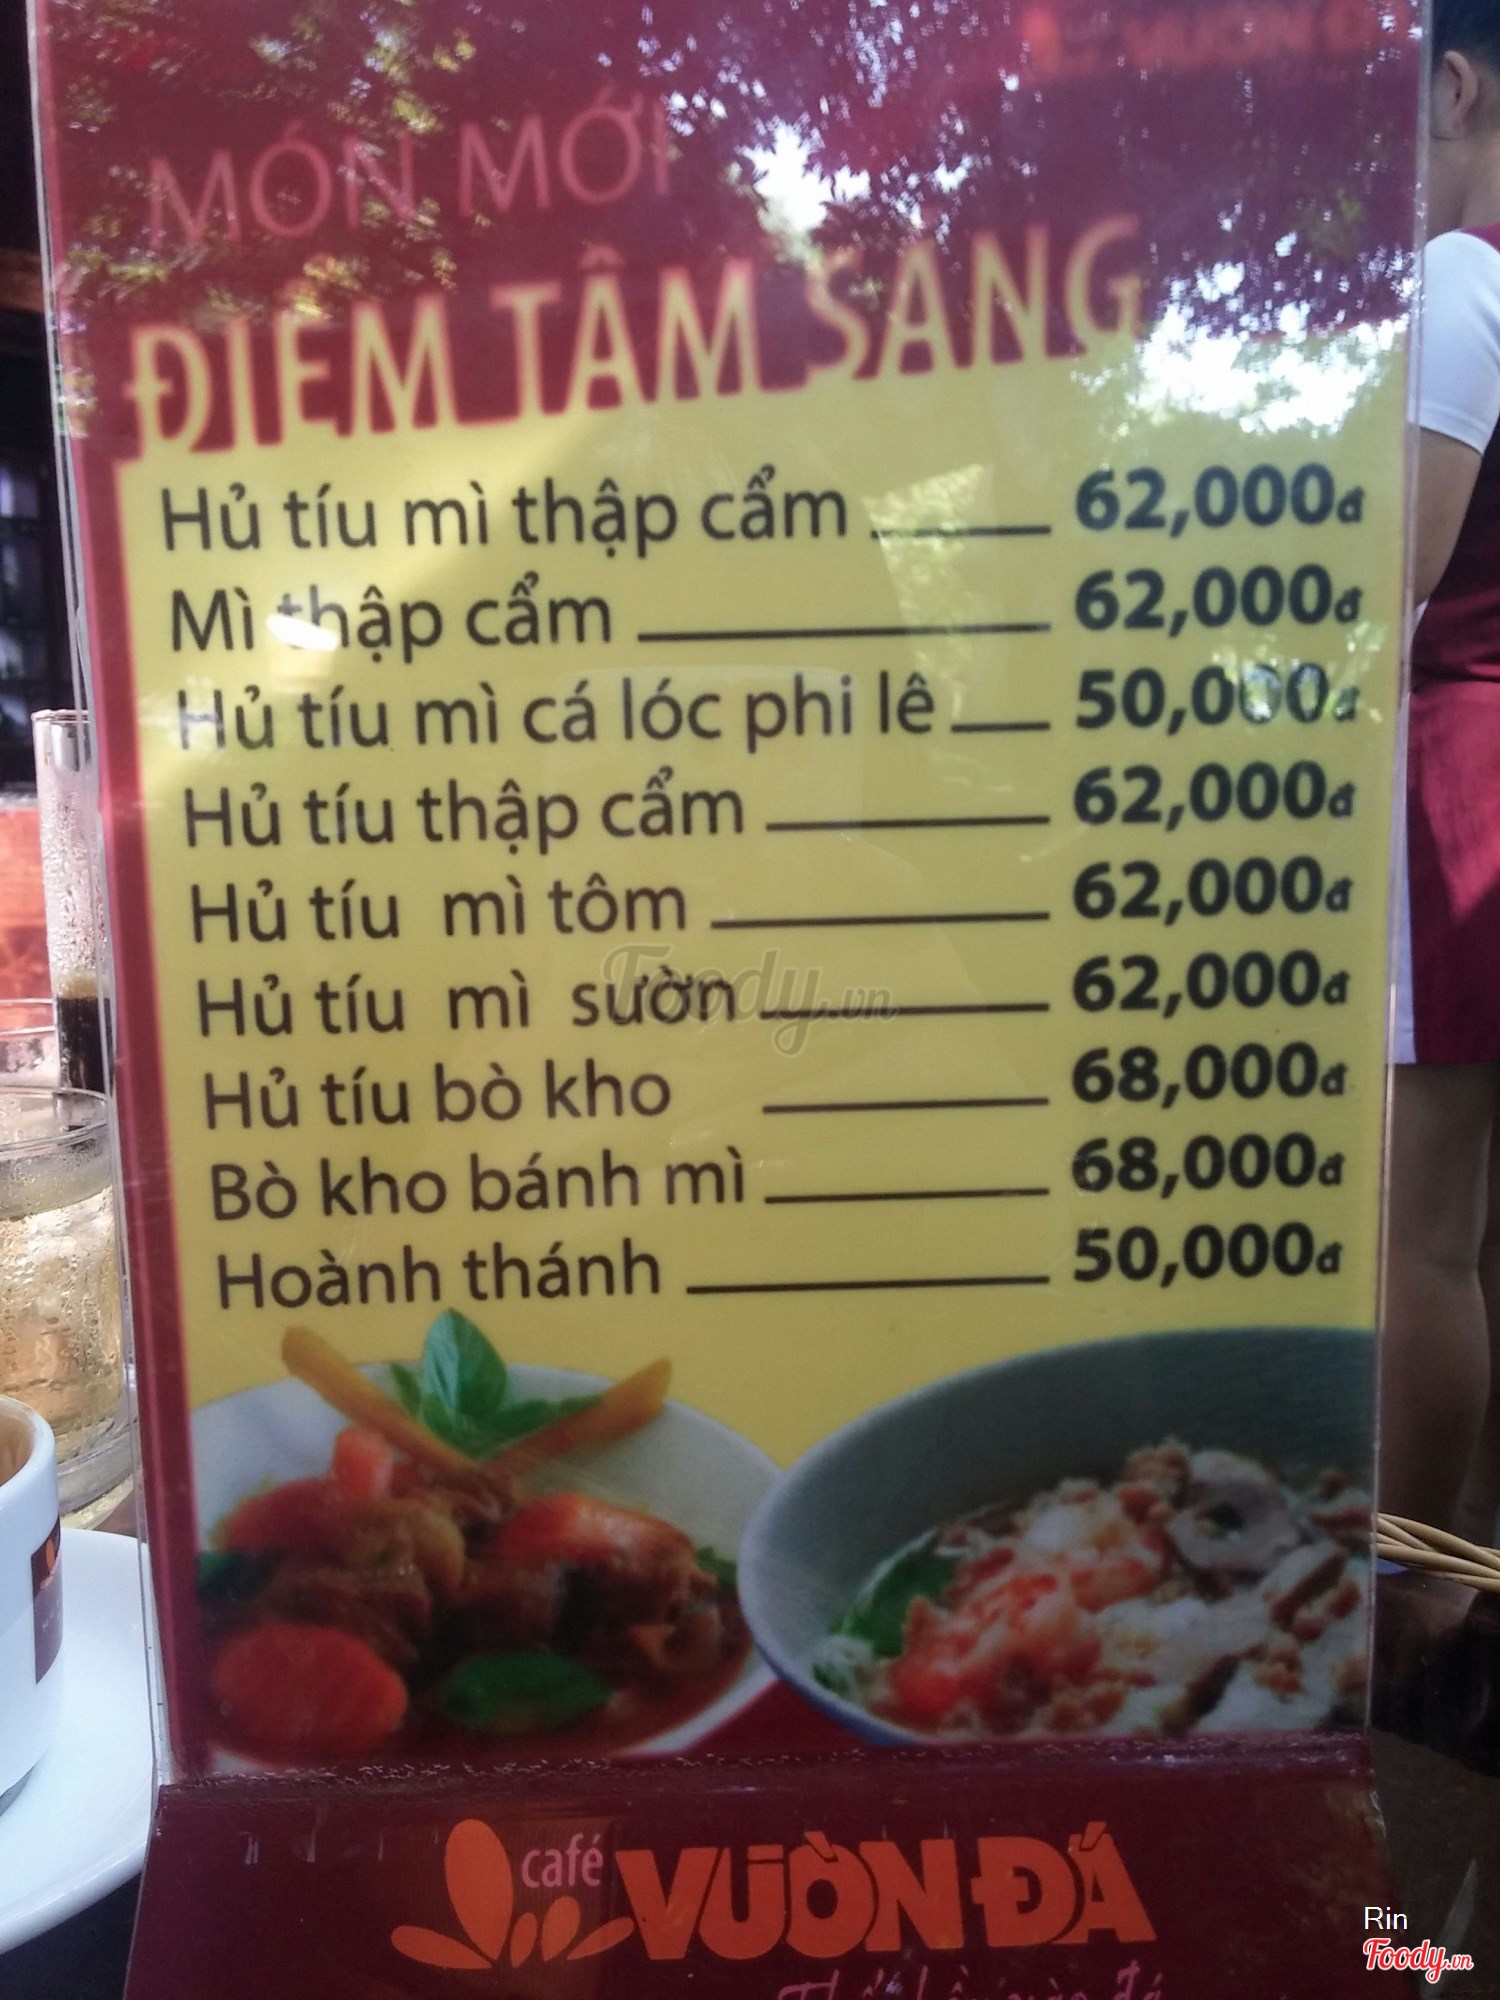 VƯỜN Đ
MÓN MỚI
ĐIỂM TÂM SÁNG
Hủ tíu mì thập cẩm 62,000đ
Mì thập cẩm 62,000đ
Hủ tíu mì cá lóc phi lê 50,000đ
Hủ tíu thập cẩm 62,000đ
Hủ tíu mì tôm 62,000đ
Hủ tíu mì sườn 62,000đ
Hủ tíu bò kho 68,000đ
Bò kho bánh mì 68,000đ
Hoành thánh 50,000đ
Foody.vn
café VƯỜN ĐÁ
Rin
Foody.vn